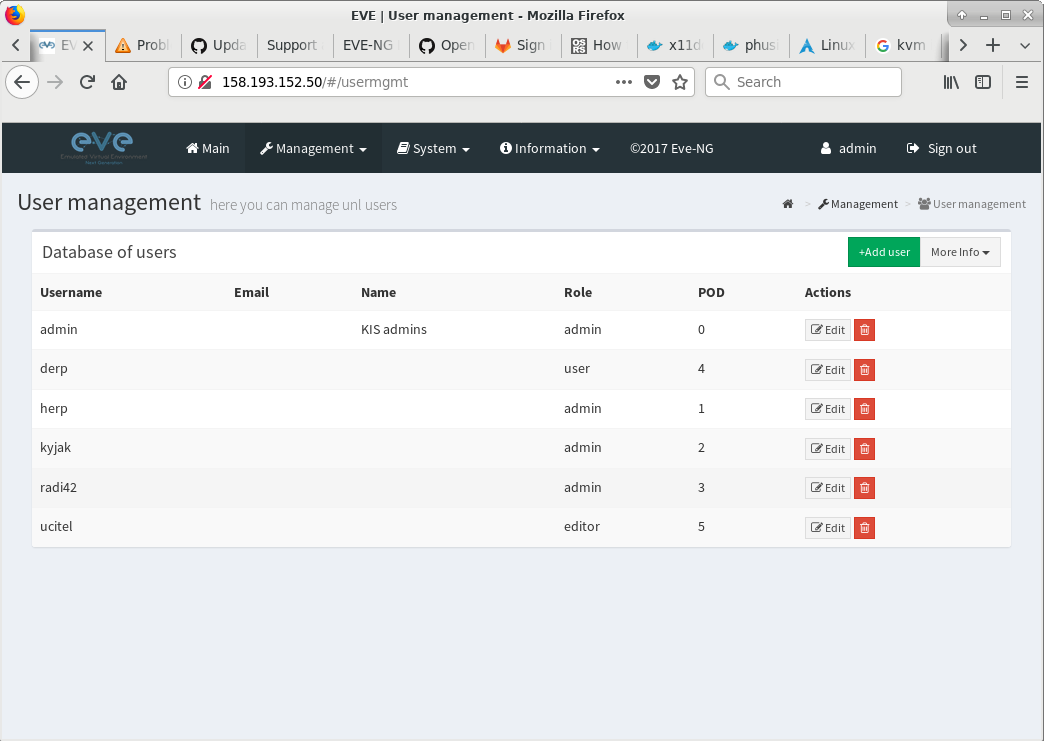 EVE | User management - Mozilla Firefox
EV Probl Upda Support EVE-NG Open Sign How x11d phusi Linux kvm
158.193.152.50/#/usermgmt Search
eve Main Management System Information ©2017 Eve-NG admin Sign out
Emulated Virtual Environment
Next Generation
User management here you can manage unl users > Management > User management
Database of users +Add user More Info
Username Email Name Role POD Actions
admin KIS admins admin 0 Edit
derp user 4 Edit
herp admin 1 Edit
kyjak admin 2 Edit
radi42 admin 3 Edit
ucitel editor 5 Edit